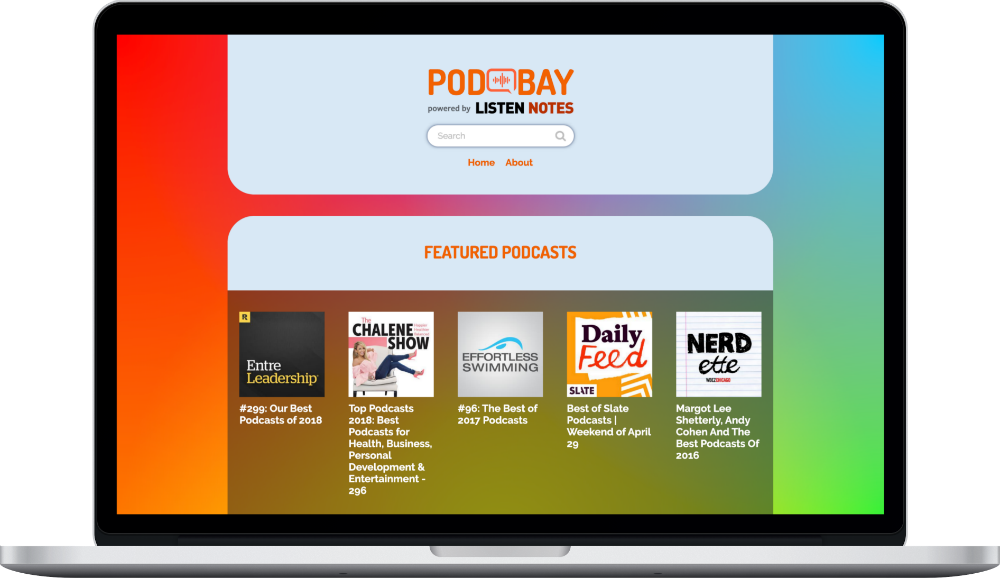 POD BAY
powered by LISTEN NOTES
Search
Home About
FEATURED PODCASTS
R
Entre
Leadership
The
CHALENE
SHOW
EFFORTLESS
SWIMMING
Daily
Feed
SLATE
NERD
ette
WBEZCHICAGO
#299: Our Best
Podcasts of 2018
Top Podcasts
2018: Best
Podcasts for
Health, Business,
Personal
Development &
Entertainment -
296
#96: The Best of
2017 Podcasts
Best of Slate
Podcasts |
Weekend of April
29
Margot Lee
Shetterly, Andy
Cohen And The
Best Podcasts Of
2016